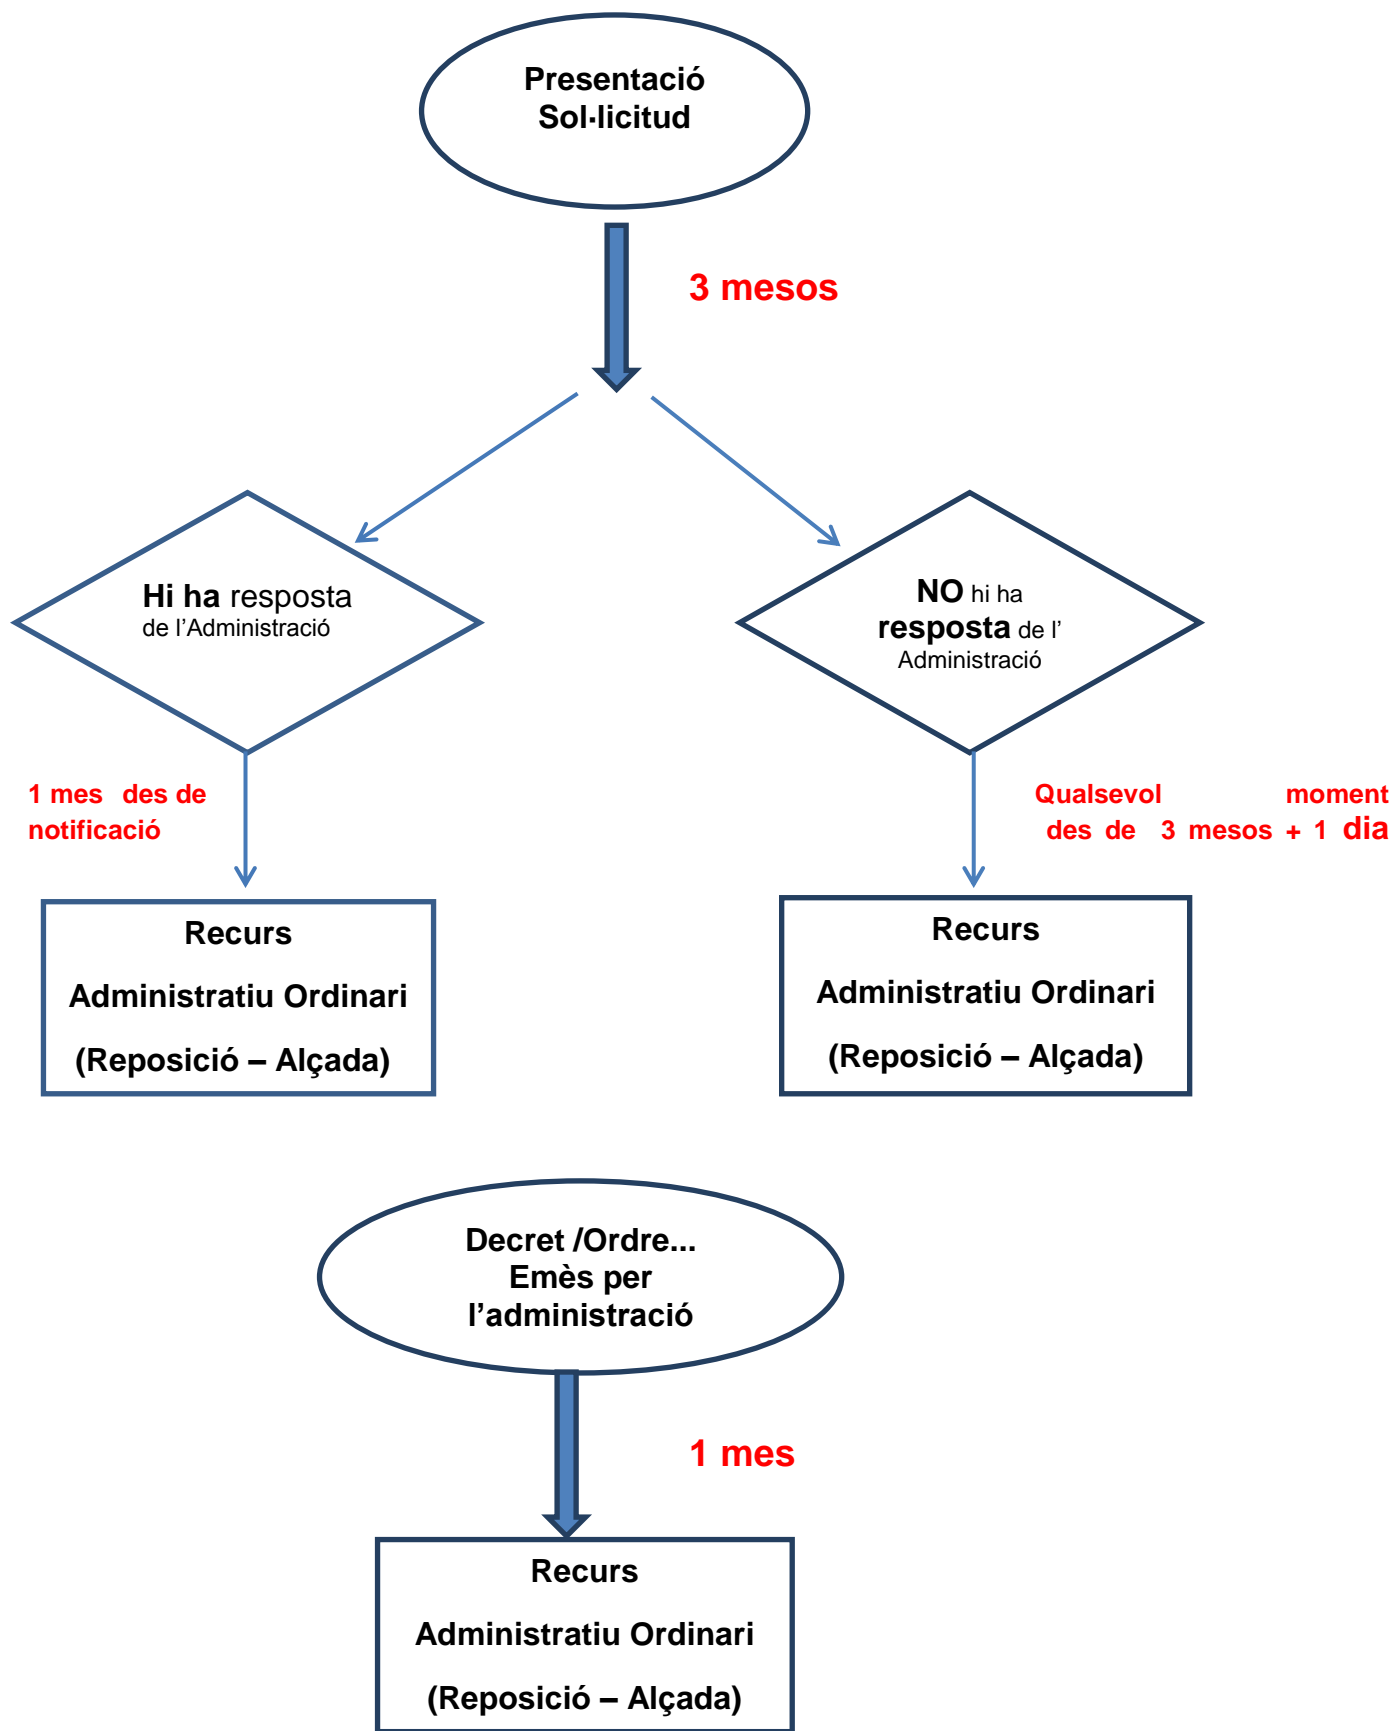 Presentació
Sol·licitud
3 mesos
Hi ha resposta
de l’Administració
NO hi ha
resposta de l’
Administració
1 mes des de
notificació
Qualsevol moment
des de 3 mesos + 1 dia
Recurs
Administratiu Ordinari
(Reposició – Alçada)
Recurs
Administratiu Ordinari
(Reposició – Alçada)
Decret /Ordre...
Emès per
l’administració
1 mes
Recurs
Administratiu Ordinari
(Reposició – Alçada)